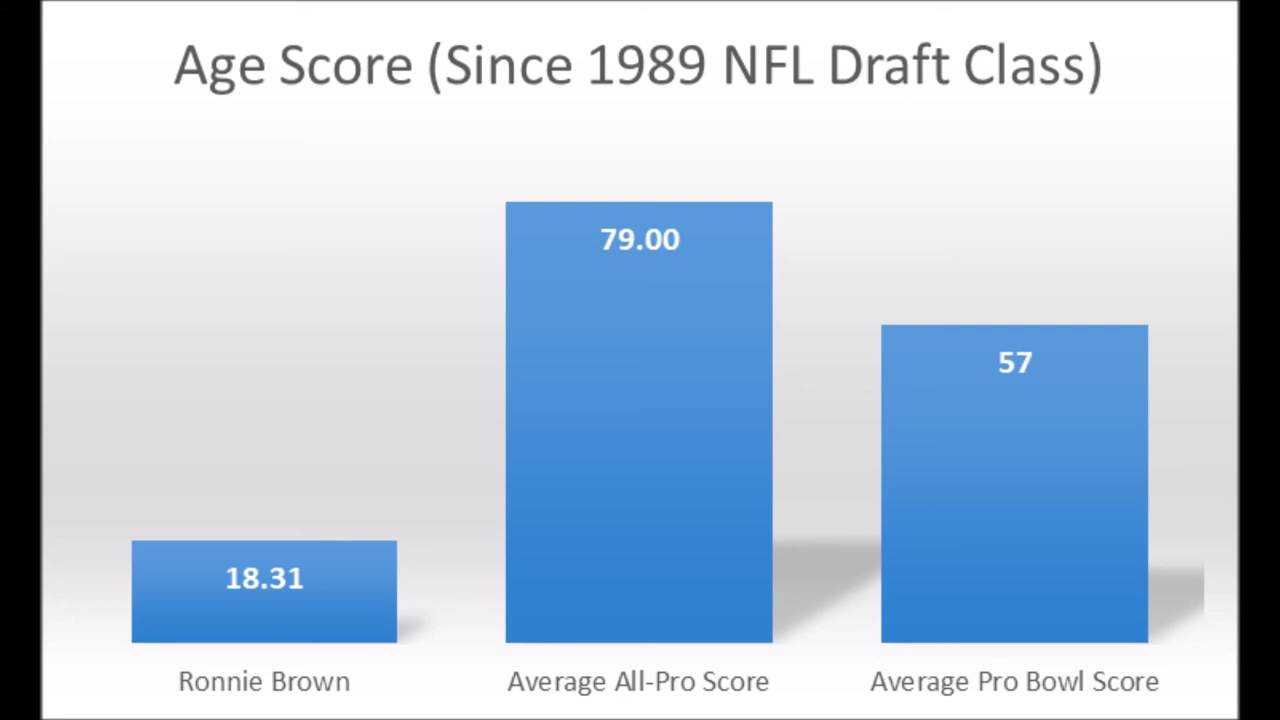 Age Score (Since 1989 NFL Draft Class)
79.00
57
18.31
Ronnie Brown
Average All-Pro Score
Average Pro Bowl Score